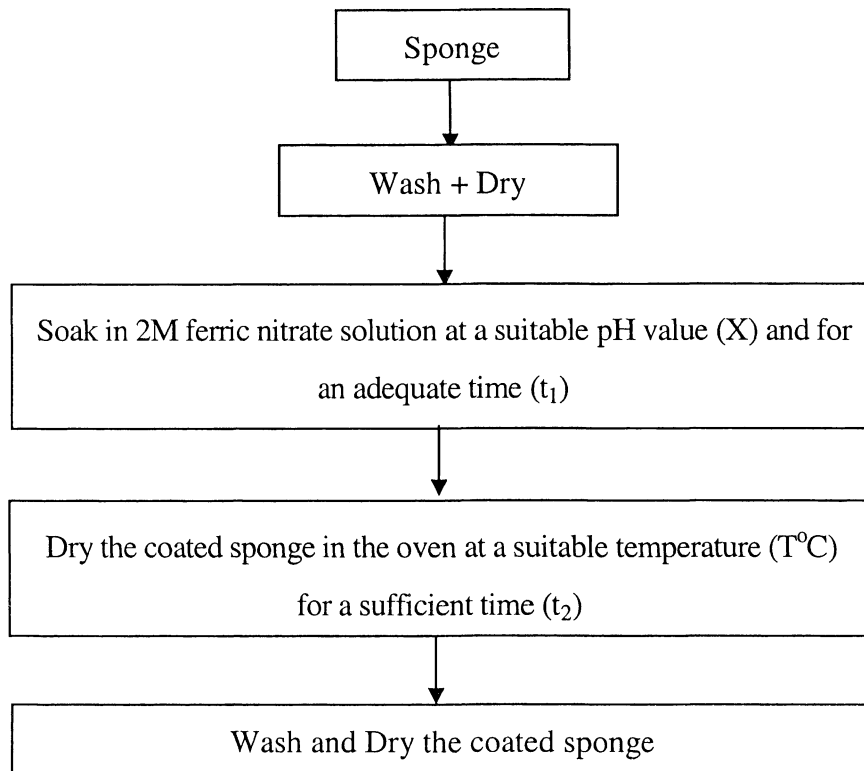 Sponge
Wash + Dry
Soak in 2M ferric nitrate solution at a suitable pH value (X) and for
an adequate time (t₁)
Dry the coated sponge in the oven at a suitable temperature (T°C)
for a sufficient time (t₂)
Wash and Dry the coated sponge